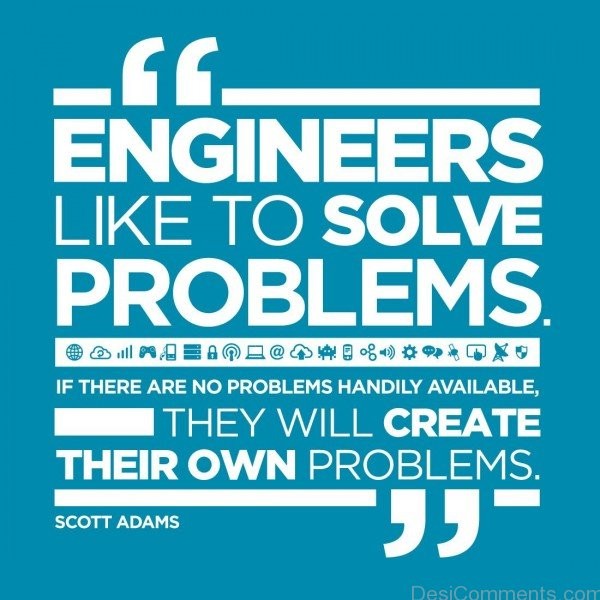 “
ENGINEERS
LIKE TO SOLVE
PROBLEMS.
IF THERE ARE NO PROBLEMS HANDILY AVAILABLE,
THEY WILL CREATE
THEIR OWN PROBLEMS.
”
SCOTT ADAMS
DesiComments.com